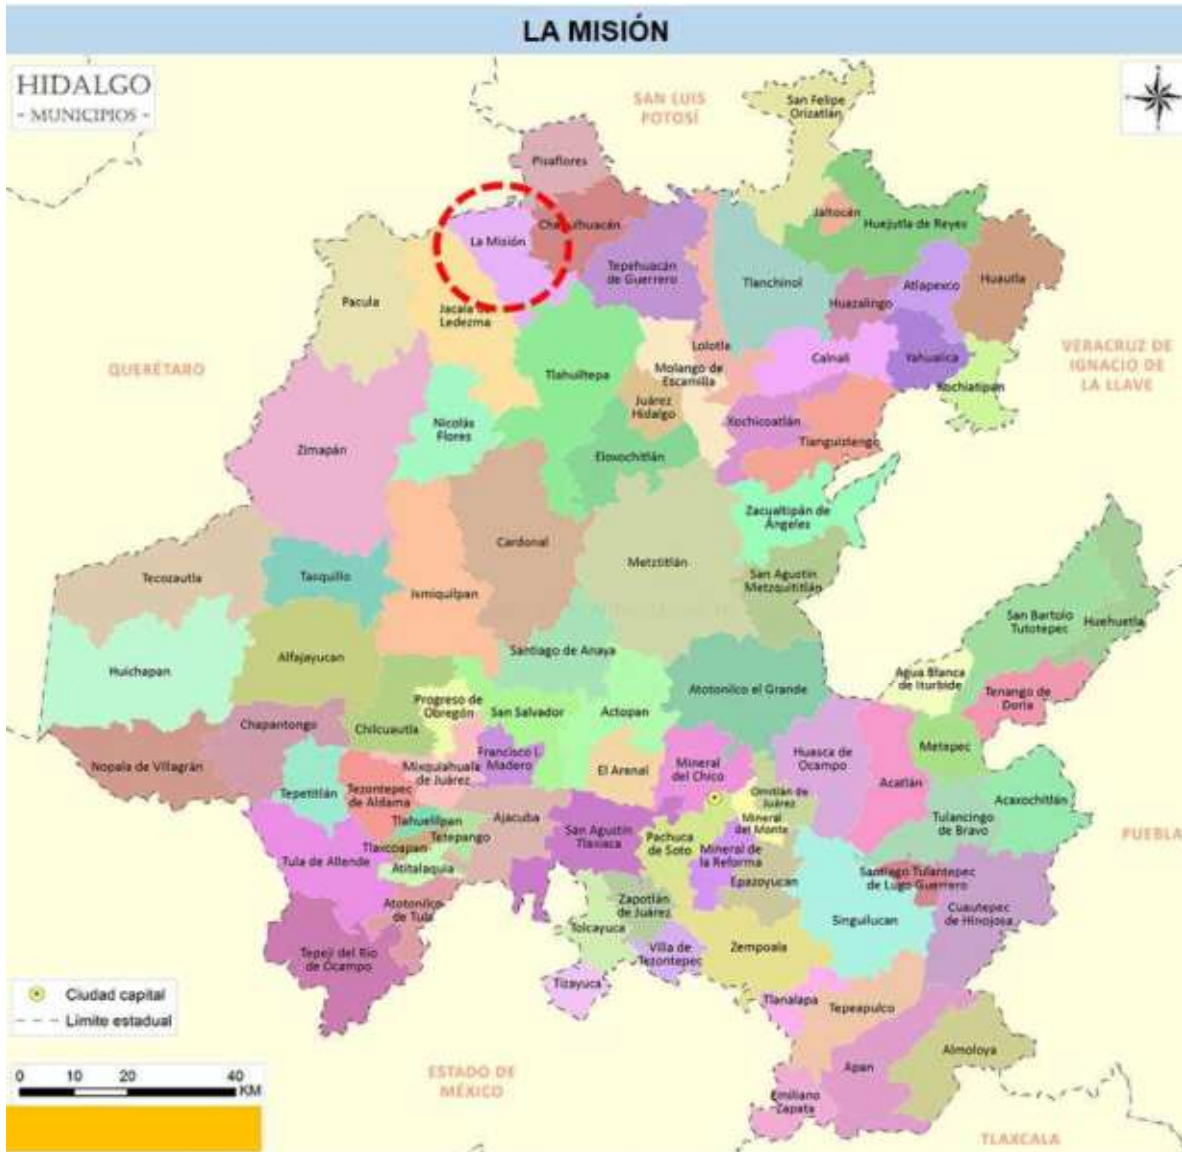 LA MISIÓN
HIDALGO
- MUNICIPIOS -
SAN LUIS
POTOSÍ
San Felipe
Orizatlán
Pisaflores
Chapulhuacán
La Misión
Jaltocán
Huejutla de Reyes
Tepehuacán
de Guerrero
Tlanchinol
Atlapexco
Huautla
Huazalingo
Pacula
Jacala de
Ledezma
Lolotla
Calnali
Yahualica
VERACRUZ DE
IGNACIO DE
LA LLAVE
QUERÉTARO
Tlahuiltepa
Molango de
Escamilla
Xochiatipan
Juárez
Hidalgo
Nicolás
Flores
Xochicoatlán
Tianguistengo
Zimapán
Eloxochitlán
Zacualtipán de
Ángeles
Cardonal
Metztitlán
San Agustín
Metzquititlán
Tecozautla
Tasquillo
Ixmiquilpan
San Bartolo
Tutotepec
Huehuetla
Santiago de Anaya
Alfajayucan
Huichapan
Agua Blanca
de Iturbide
Tenango de
Doria
Atotonilco el Grande
Progreso de
Obregón
San Salvador
Actopan
Chapantongo
Chilcuautla
Metepec
Francisco I.
Madero
Mixquiahuala
de Juárez
Huasca de
Ocampo
Nopala de Villagrán
El Arenal
Mineral
del Chico
Acatlán
Tepetitlán
Tezontepec
de Aldama
Omitlán de
Juárez
Acaxochitlán
Tlahuelilpan
Ajacuba
Mineral
del Monte
Tulancingo
de Bravo
Tetepango
San Agustín
Tlaxiaca
Pachuca
de Soto
PUEBLA
Tlaxcoapan
Tula de Allende
Atitalaquia
Mineral de
la Reforma
Epazoyucan
Santiago Tulantepec
de Lugo Guerrero
Atotonilco
de Tula
Zapotlán
de Juárez
Singuilucan
Cuautepec
de Hinojosa
Tolcayuca
Tepeji del Río
de Ocampo
Villa de
Tezontepec
Zempoala
Tizayuca
Tlanalapa
Tepeapulco
Ciudad capital
Límite estadual
Almoloya
Apan
ESTADO DE
MÉXICO
Emiliano
Zapata
0 10 20 40
KM
TLAXCALA